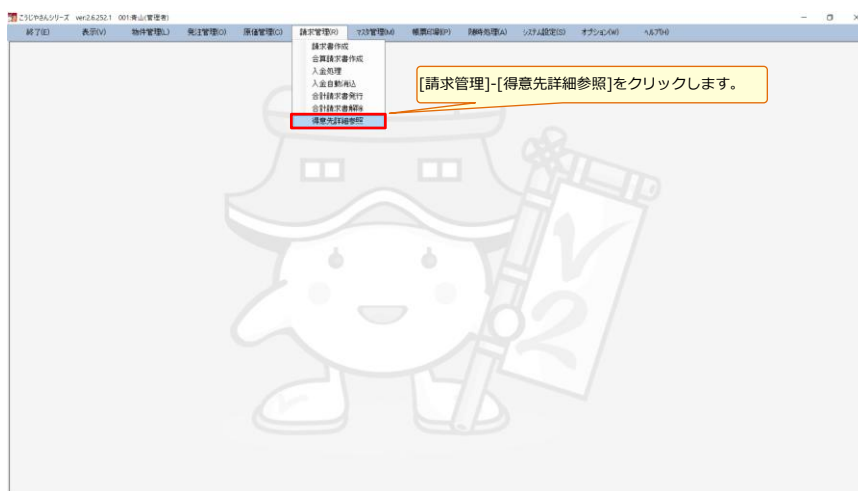 こうじやさんシリーズ ver.2.6.252.1 001:青山(管理者)
終了(E) 表示(V) 物件管理(L) 発注管理(O) 原価管理(C) 請求管理(R) マスタ管理(M) 帳票印刷(P) 随時処理(A) システム設定(S) オプション(W) ヘルプ(H)
請求書作成
合算請求書作成
入金処理
入金自動消込
合計請求書発行
合計請求書解除
得意先詳細参照
[請求管理]-[得意先詳細参照]をクリックします。
V2